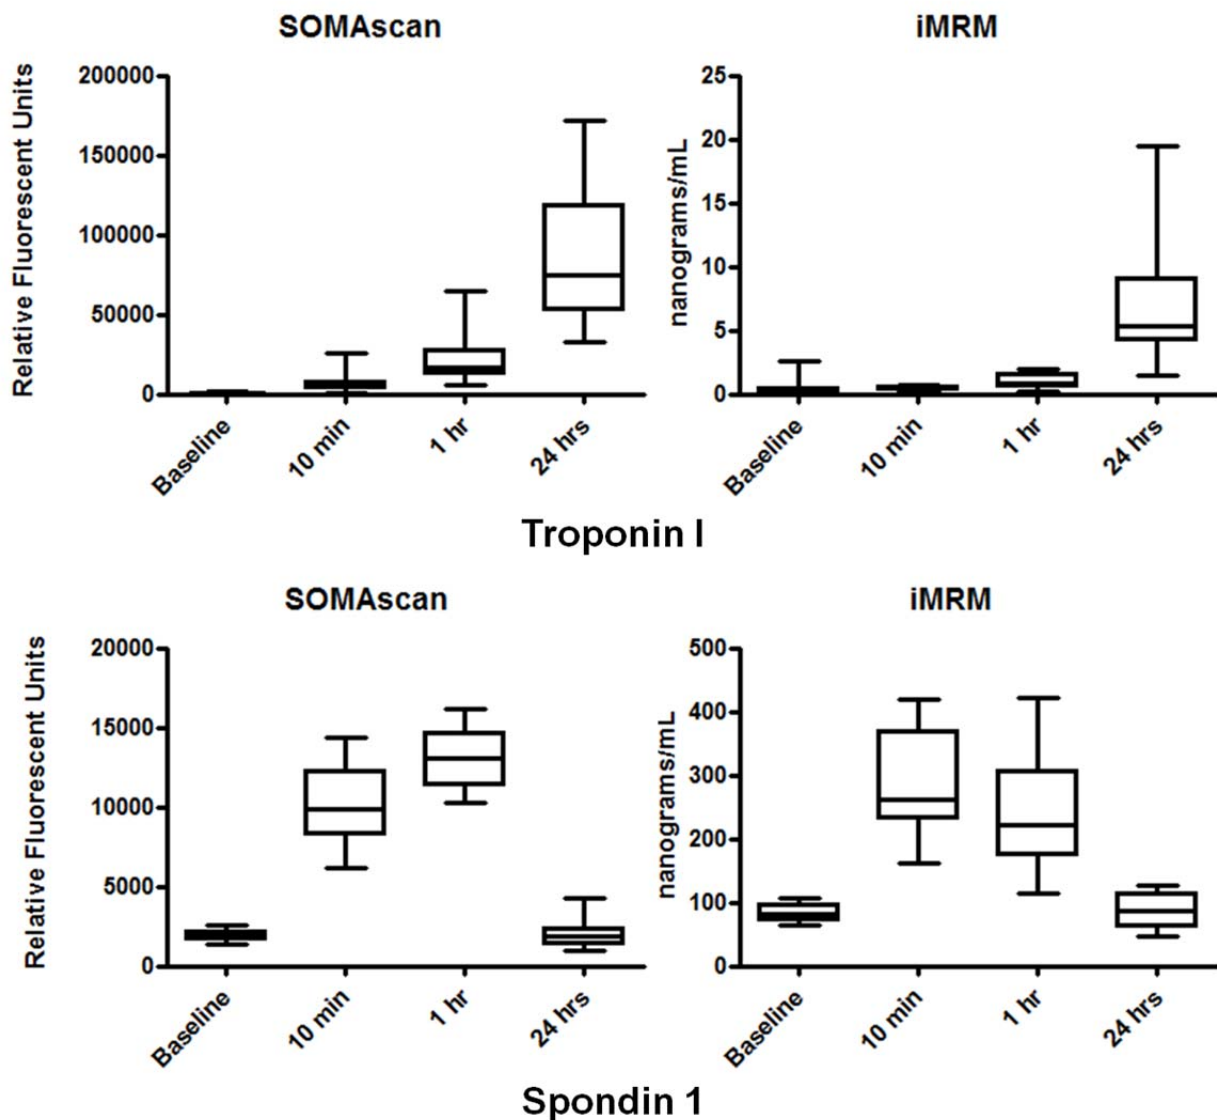 SOMAscan
Relative Fluorescent Units
200000
150000
100000
50000
0
Baseline
10 min
1 hr
24 hrs
iMRM
nanograms/mL
25
20
15
10
5
0
Baseline
10 min
1 hr
24 hrs
Troponin I
SOMAscan
Relative Fluorescent Units
20000
15000
10000
5000
0
Baseline
10 min
1 hr
24 hrs
iMRM
nanograms/mL
500
400
300
200
100
0
Baseline
10 min
1 hr
24 hrs
Spondin 1